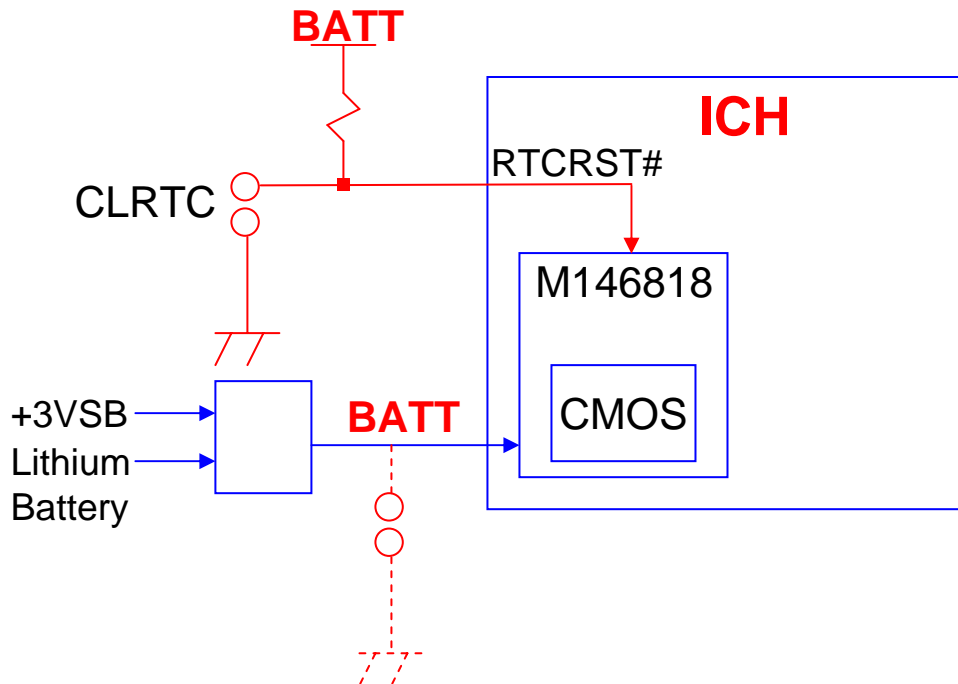 BATT
ICH
RTCRST#
CLRTC
M146818
+3VSB
BATT
CMOS
Lithium
Battery